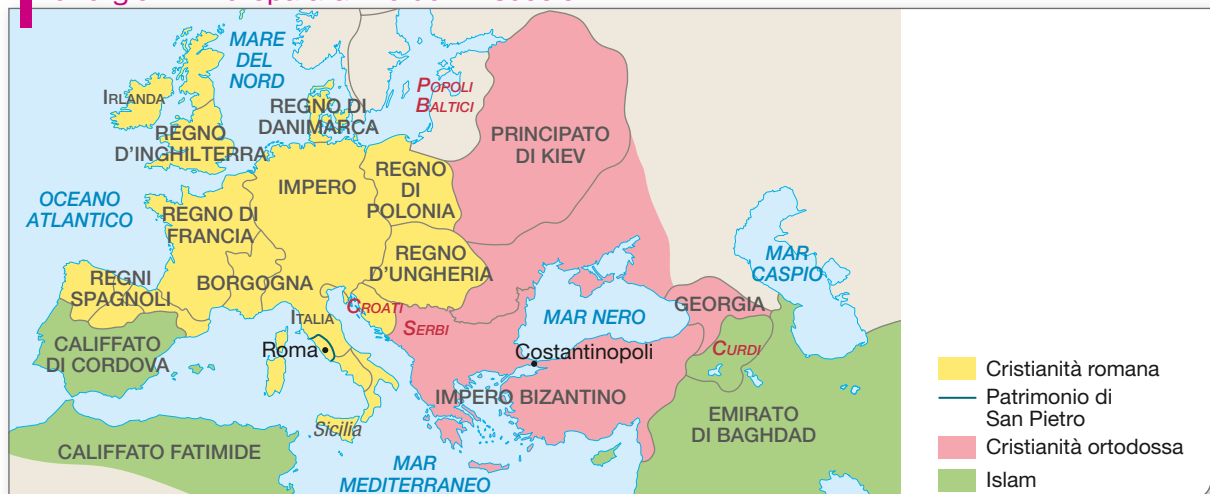 MARE
DEL
NORD
IRLANDA
REGNO DI
DANIMARCA
POPOLI
BALTICI
REGNO
D'INGHILTERRA
PRINCIPATO
DI KIEV
OCEANO
ATLANTICO
IMPERO
REGNO
DI
POLONIA
REGNO DI
FRANCIA
REGNO
D'UNGHERIA
MAR
CASPIO
REGNI
SPAGNOLI
BORGOGNA
CROATI
SERBI
ITALIA
MAR NERO
GEORGIA
CALIFFATO
DI CORDOVA
Roma
Costantinopoli
CURDI
IMPERO BIZANTINO
EMIRATO
DI BAGHDAD
Sicilia
CALIFFATO FATIMIDE
MAR
MEDITERRANEO
Cristianità romana
Patrimonio di
San Pietro
Cristianità ortodossa
Islam